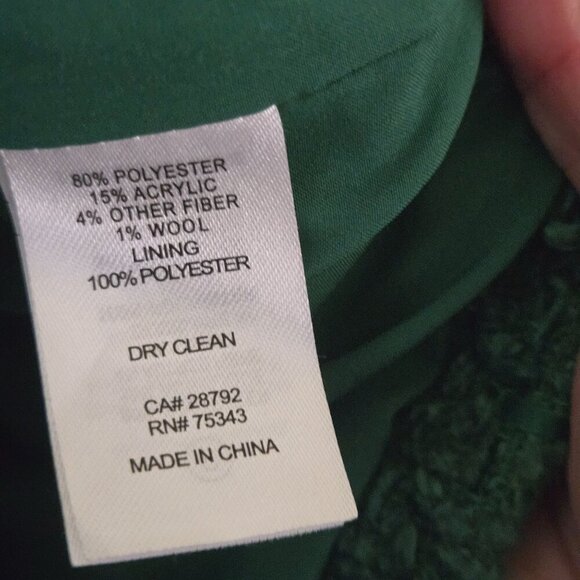 80% POLYESTER
15% ACRYLIC
4% OTHER FIBER
1% WOOL
LINING
100% POLYESTER
DRY CLEAN
CA# 28792
RN# 75343
MADE IN CHINA